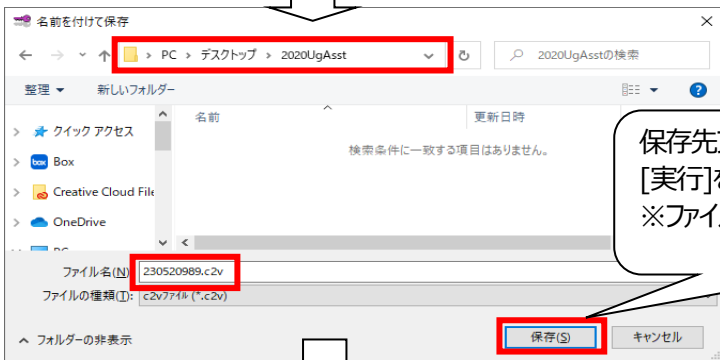 名前を付けて保存
PC > デスクトップ > 2020UgAsst
2020UgAsstの検索
整理 新しいフォルダー
名前 更新日時
クイック アクセス
検索条件に一致する項目はありません。
Box
Creative Cloud File
OneDrive
保存先
[実行]
※ファイ
ファイル名(N): 230520989.c2v
ファイルの種類(T): c2vファイル (*.c2v)
フォルダーの非表示
保存(S) キャンセル